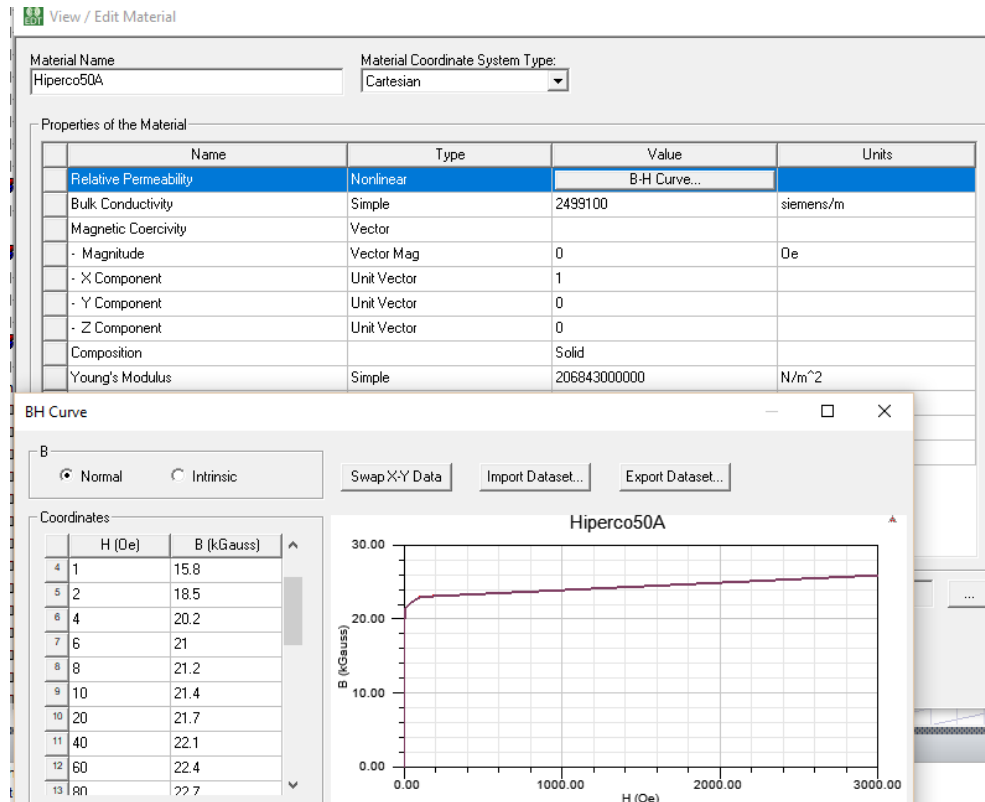 EDT View / Edit Material
Material Name
Hiperco50A
Material Coordinate System Type:
Cartesian
Properties of the Material
Name Type Value Units
Relative Permeability Nonlinear B-H Curve...
Bulk Conductivity Simple 2499100 siemens/m
Magnetic Coercivity Vector
- Magnitude Vector Mag 0 Oe
- X Component Unit Vector 1
- Y Component Unit Vector 0
- Z Component Unit Vector 0
Composition Solid
Young's Modulus Simple 206843000000 N/m^2
BH Curve
B
Normal Intrinsic
Swap X-Y Data Import Dataset... Export Dataset...
Coordinates
H (Oe) B (kGauss)
4 1 15.8
5 2 18.5
6 4 20.2
7 6 21
8 8 21.2
9 10 21.4
10 20 21.7
11 40 22.1
12 60 22.4
13 80 22.7
Hiperco50A
30.00
20.00
10.00
0.00
B (kGauss)
0.00 1000.00 2000.00 3000.00
H (Oe)
...